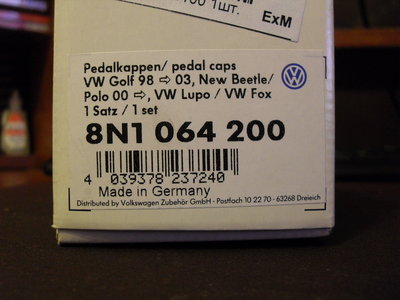 1шт.
ExM
Pedalkappen/ pedal caps
VW Golf 98 ⇨ 03, New Beetle/
Polo 00 ⇨, VW Lupo / VW Fox
1 Satz / 1 set
8N1 064 200
4 039378 237240
Made in Germany
Distributed by Volkswagen Zubehör GmbH - Postfach 10 22 70 - 63268 Dreieich